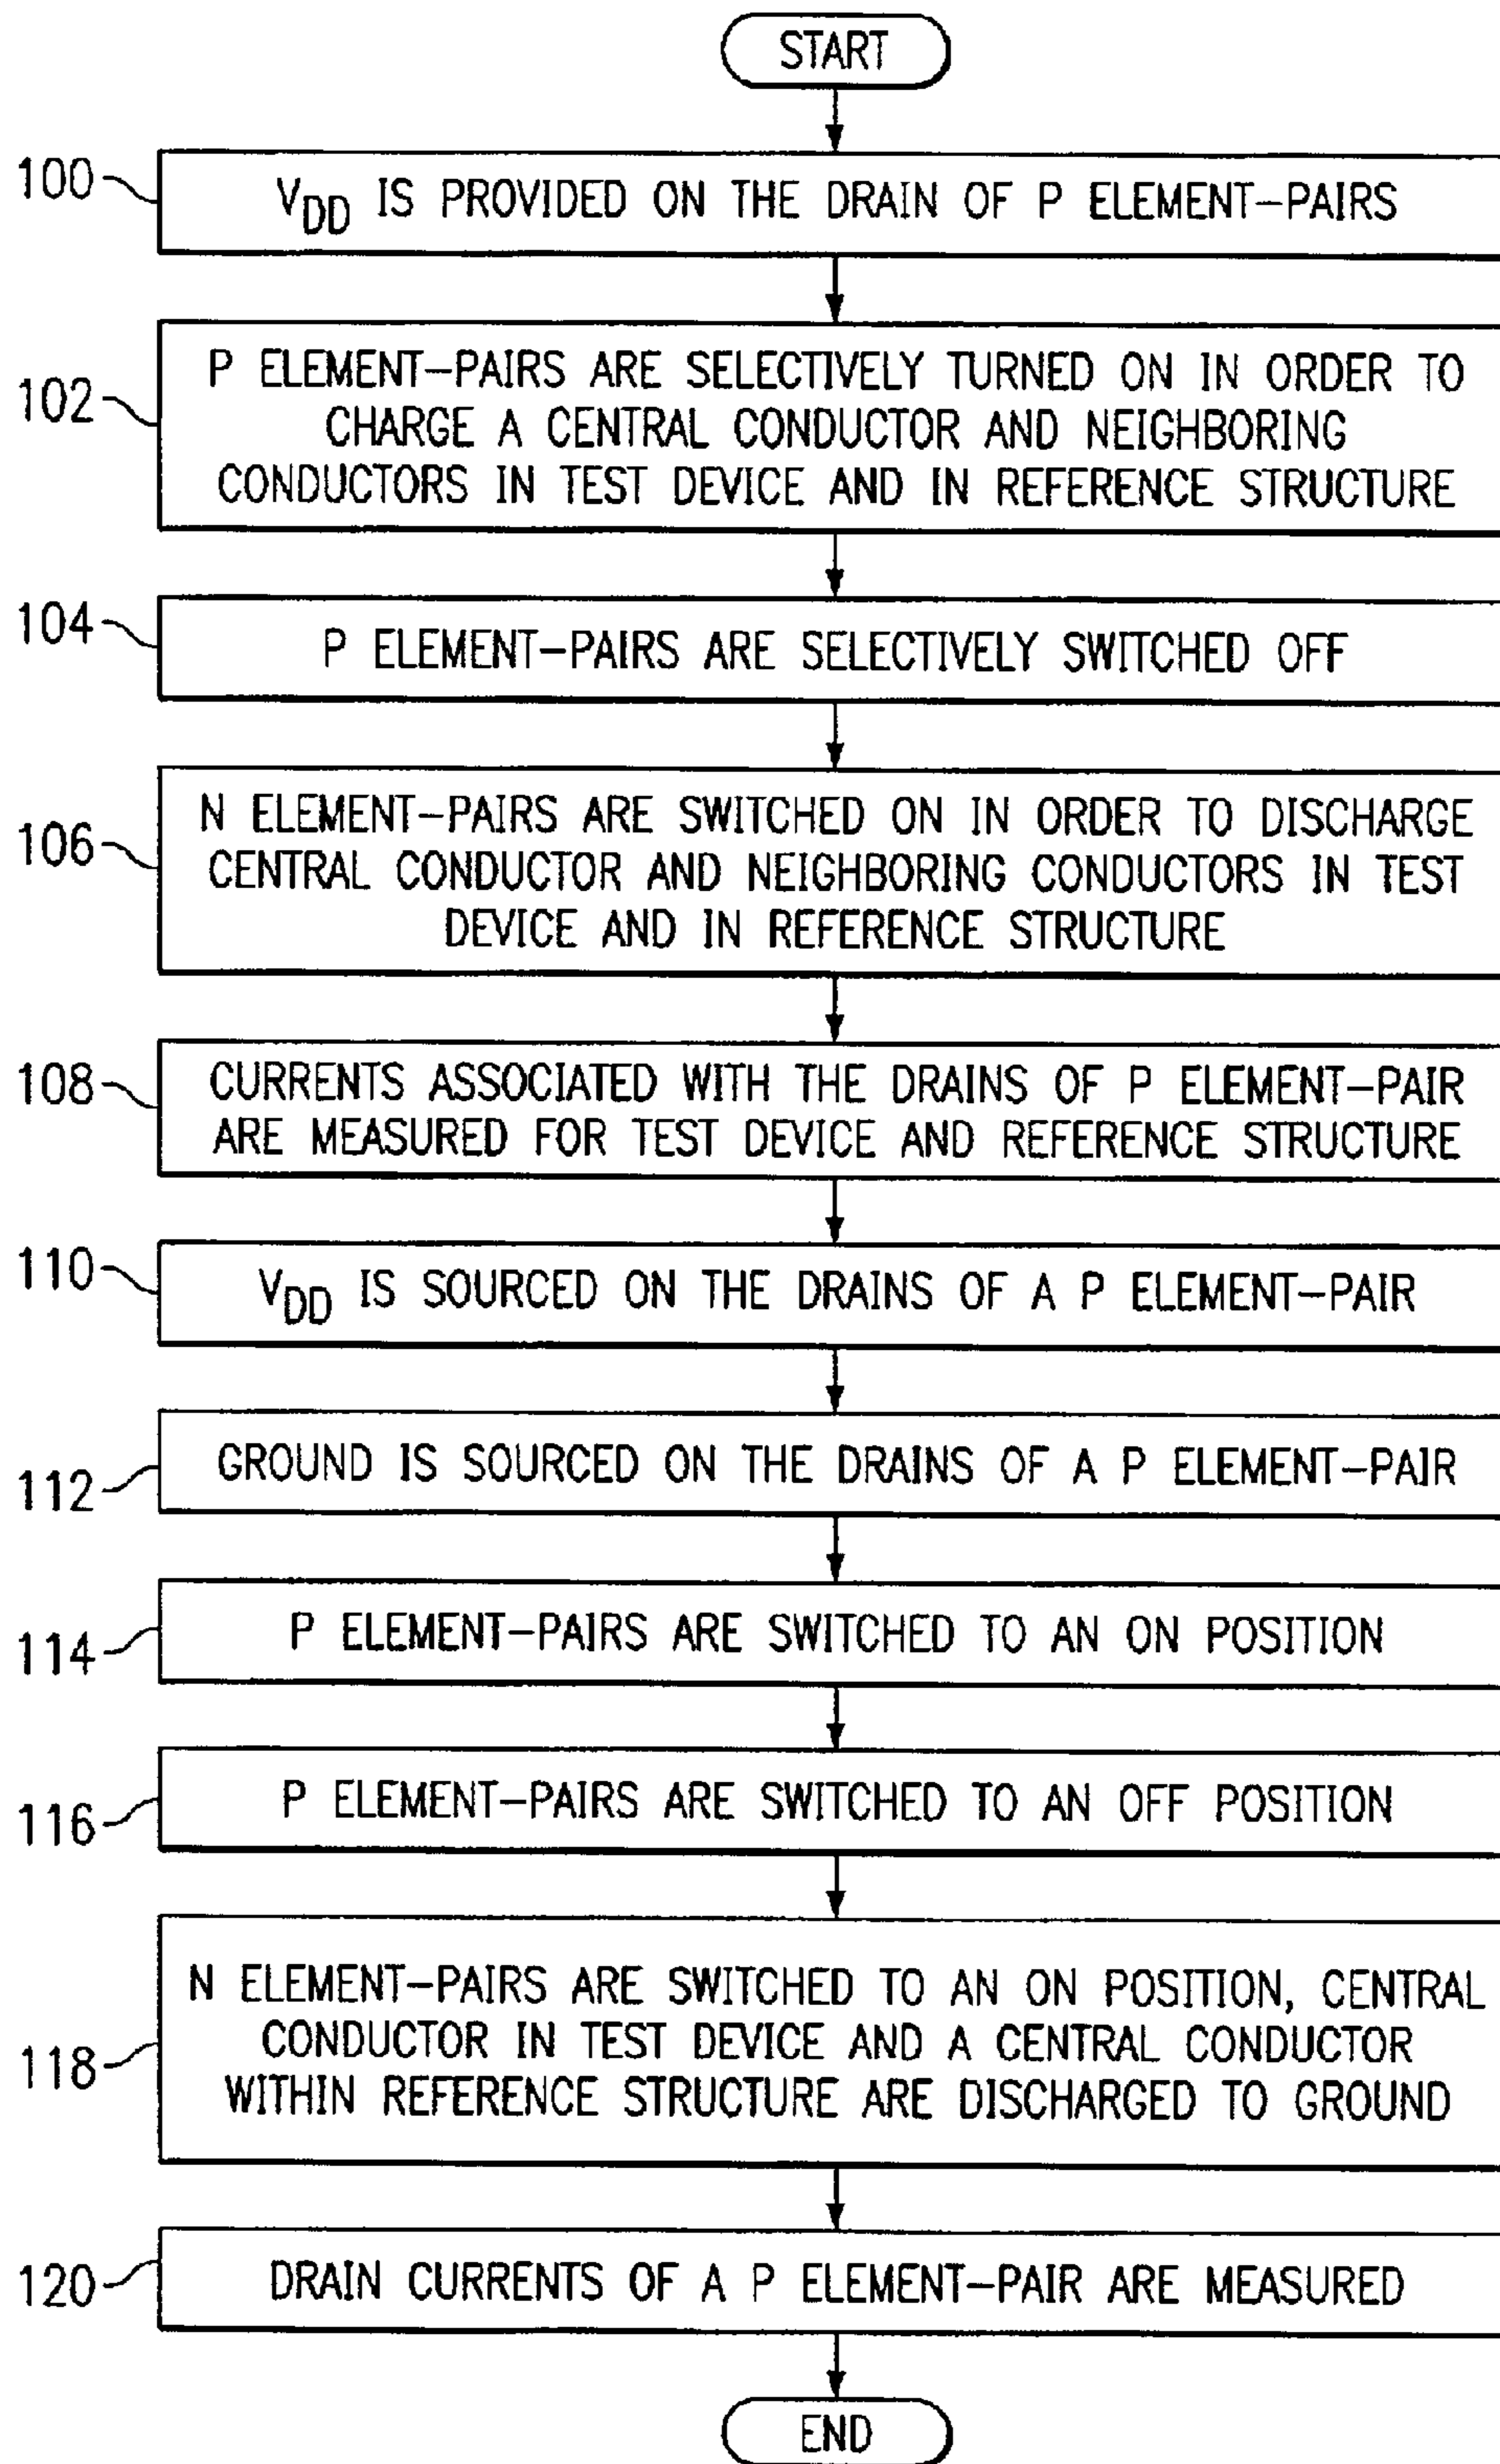 START
100
V_DD IS PROVIDED ON THE DRAIN OF P ELEMENT-PAIRS
102
P ELEMENT-PAIRS ARE SELECTIVELY TURNED ON IN ORDER TO
CHARGE A CENTRAL CONDUCTOR AND NEIGHBORING
CONDUCTORS IN TEST DEVICE AND IN REFERENCE STRUCTURE
104
P ELEMENT-PAIRS ARE SELECTIVELY SWITCHED OFF
106
N ELEMENT-PAIRS ARE SWITCHED ON IN ORDER TO DISCHARGE
CENTRAL CONDUCTOR AND NEIGHBORING CONDUCTORS IN TEST
DEVICE AND IN REFERENCE STRUCTURE
108
CURRENTS ASSOCIATED WITH THE DRAINS OF P ELEMENT-PAIR
ARE MEASURED FOR TEST DEVICE AND REFERENCE STRUCTURE
110
V_DD IS SOURCED ON THE DRAINS OF A P ELEMENT-PAIR
112
GROUND IS SOURCED ON THE DRAINS OF A P ELEMENT-PAIR
114
P ELEMENT-PAIRS ARE SWITCHED TO AN ON POSITION
116
P ELEMENT-PAIRS ARE SWITCHED TO AN OFF POSITION
118
N ELEMENT-PAIRS ARE SWITCHED TO AN ON POSITION, CENTRAL
CONDUCTOR IN TEST DEVICE AND A CENTRAL CONDUCTOR
WITHIN REFERENCE STRUCTURE ARE DISCHARGED TO GROUND
120
DRAIN CURRENTS OF A P ELEMENT-PAIR ARE MEASURED
END